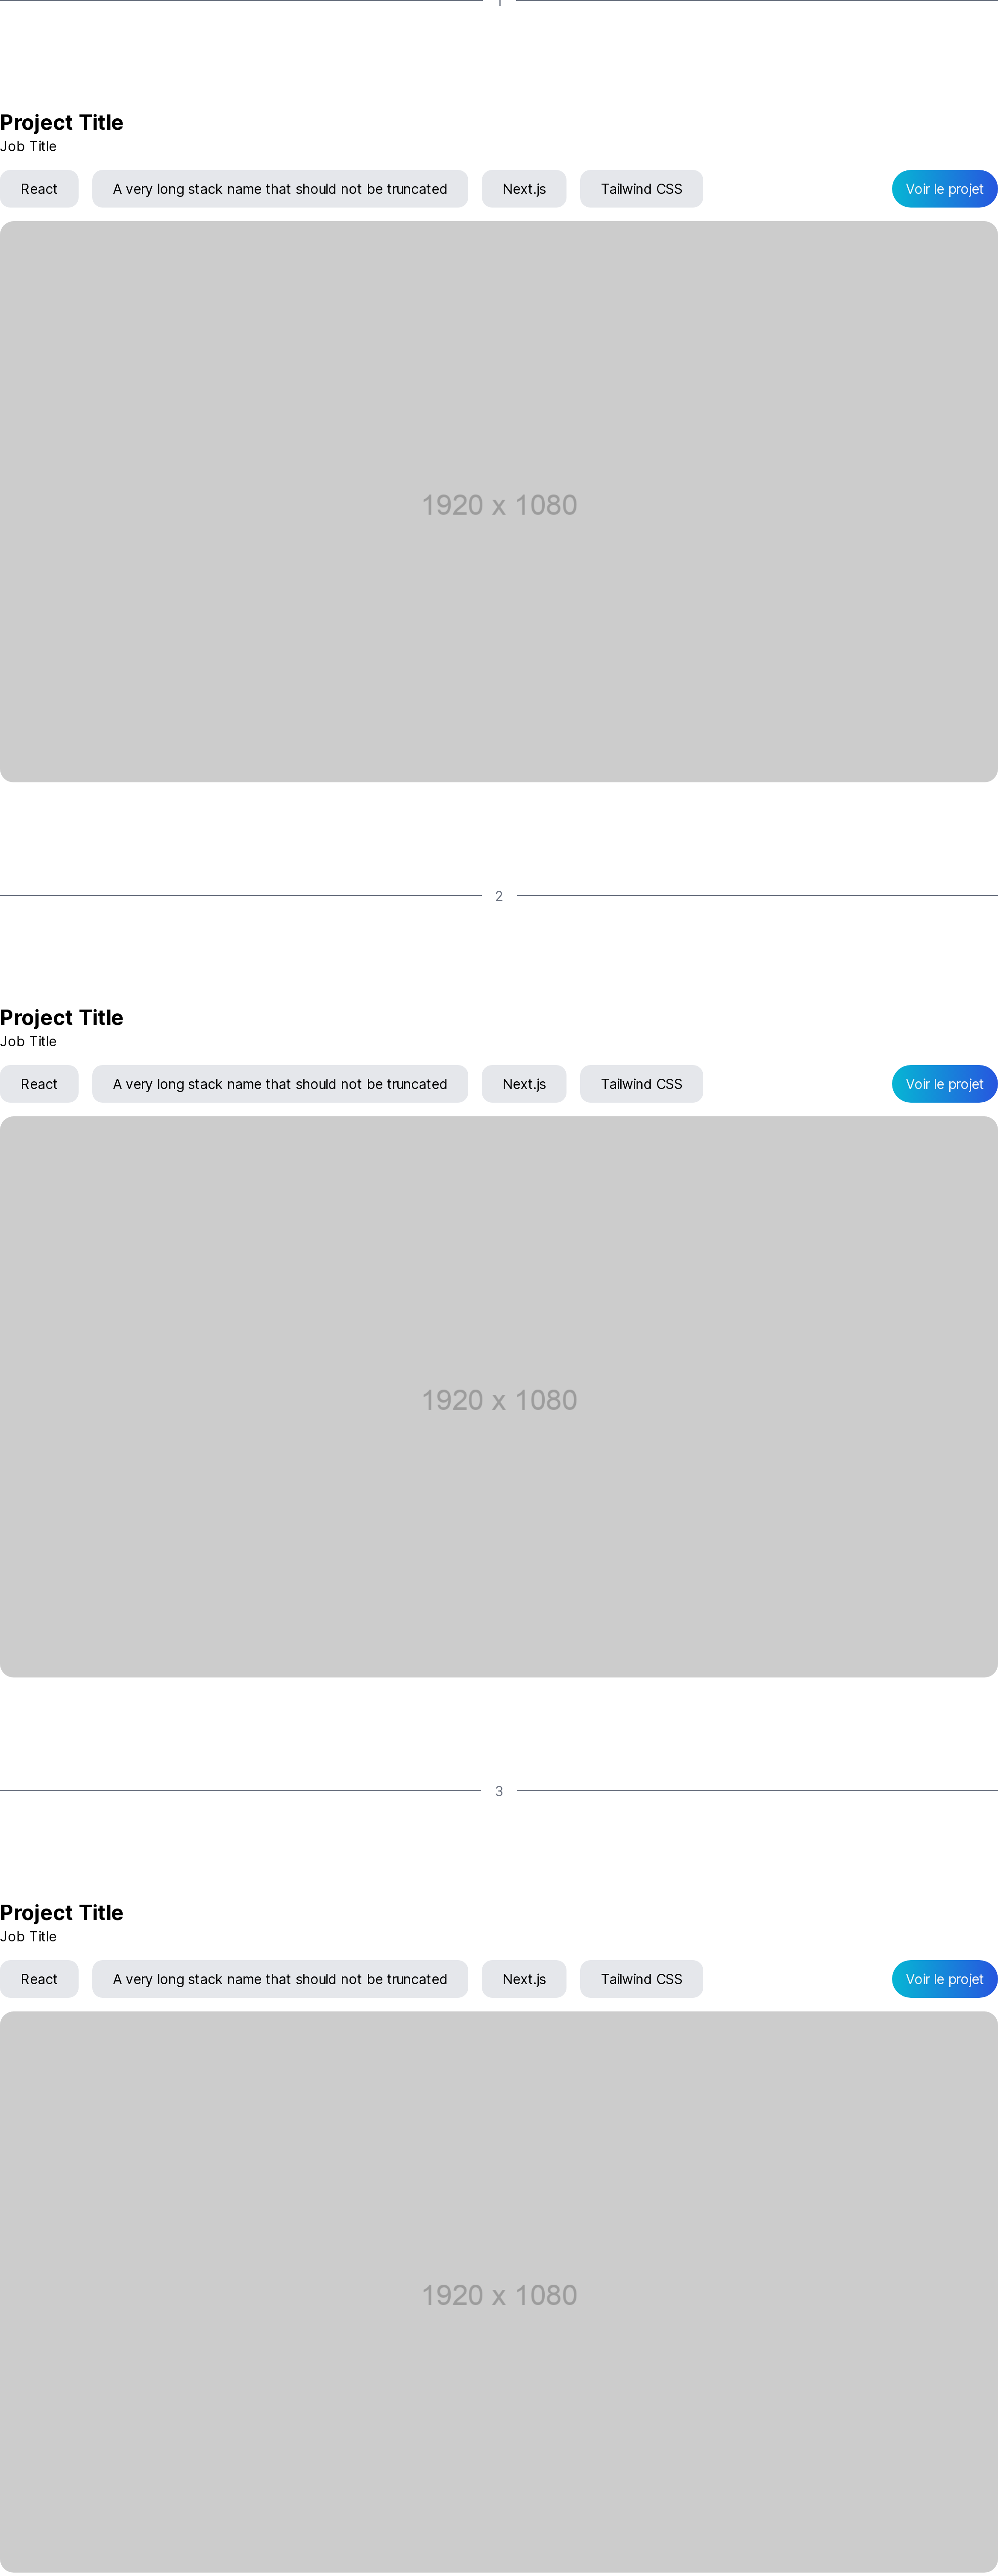 Project Title
Job Title
React A very long stack name that should not be truncated Next.js Tailwind CSS Voir le projet
1920 x 1080
2
Project Title
Job Title
React A very long stack name that should not be truncated Next.js Tailwind CSS Voir le projet
1920 x 1080
3
Project Title
Job Title
React A very long stack name that should not be truncated Next.js Tailwind CSS Voir le projet
1920 x 1080